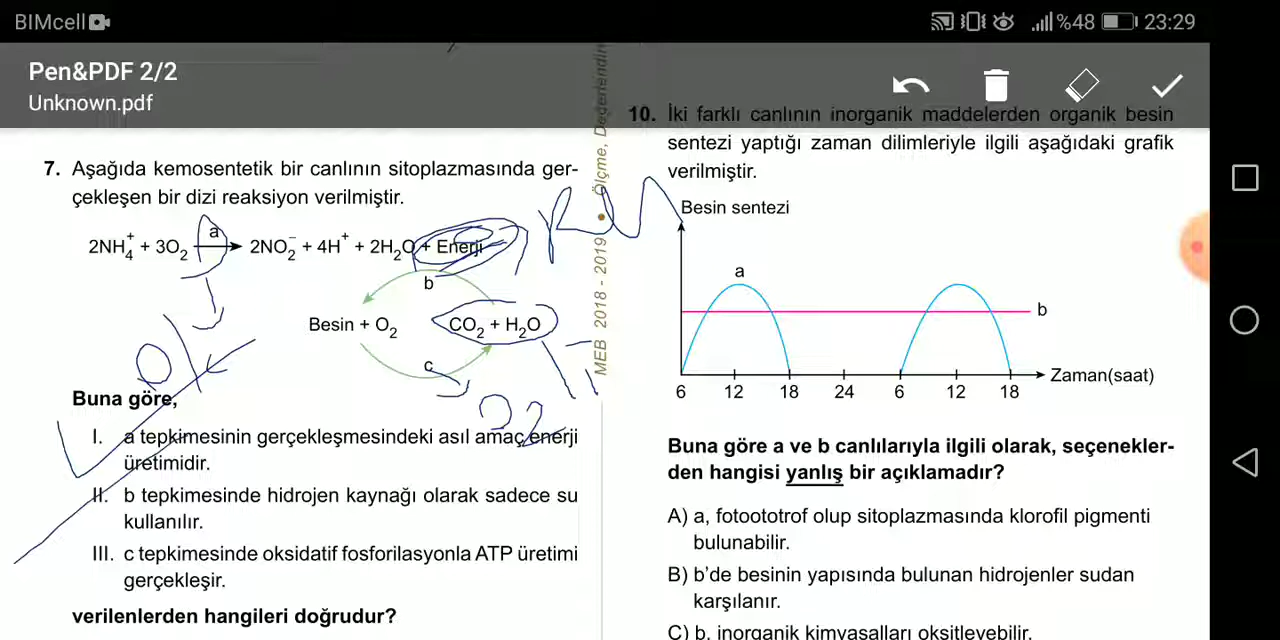 BIMcell
%48
23:29
Pen&PDF 2/2
Unknown.pdf
MEB 2018 - 2019 ● Ölçme, Değerlendirm
7. Aşağıda kemosentetik bir canlının sitoplazmasında ger-
çekleşen bir dizi reaksiyon verilmiştir.
a
2NH₄⁺ + 3O₂ → 2NO₂⁻ + 4H⁺ + 2H₂O + Enerji
b
Besin + O₂ CO₂ + H₂O
c
O2
Buna göre,
I. a tepkimesinin gerçekleşmesindeki asıl amaç enerji
üretimidir.
II. b tepkimesinde hidrojen kaynağı olarak sadece su
kullanılır.
III. c tepkimesinde oksidatif fosforilasyonla ATP üretimi
gerçekleşir.
verilenlerden hangileri doğrudur?
10. İki farklı canlının inorganik maddelerden organik besin
sentezi yaptığı zaman dilimleriyle ilgili aşağıdaki grafik
verilmiştir.
Besin sentezi
a
b
6 12 18 24 6 12 18 Zaman(saat)
Buna göre a ve b canlılarıyla ilgili olarak, seçenekler-
den hangisi yanlış bir açıklamadır?
A) a, fotoototrof olup sitoplazmasında klorofil pigmenti
bulunabilir.
B) b'de besinin yapısında bulunan hidrojenler sudan
karşılanır.
C) b, inorganik kimyasalları oksitleyebilir.